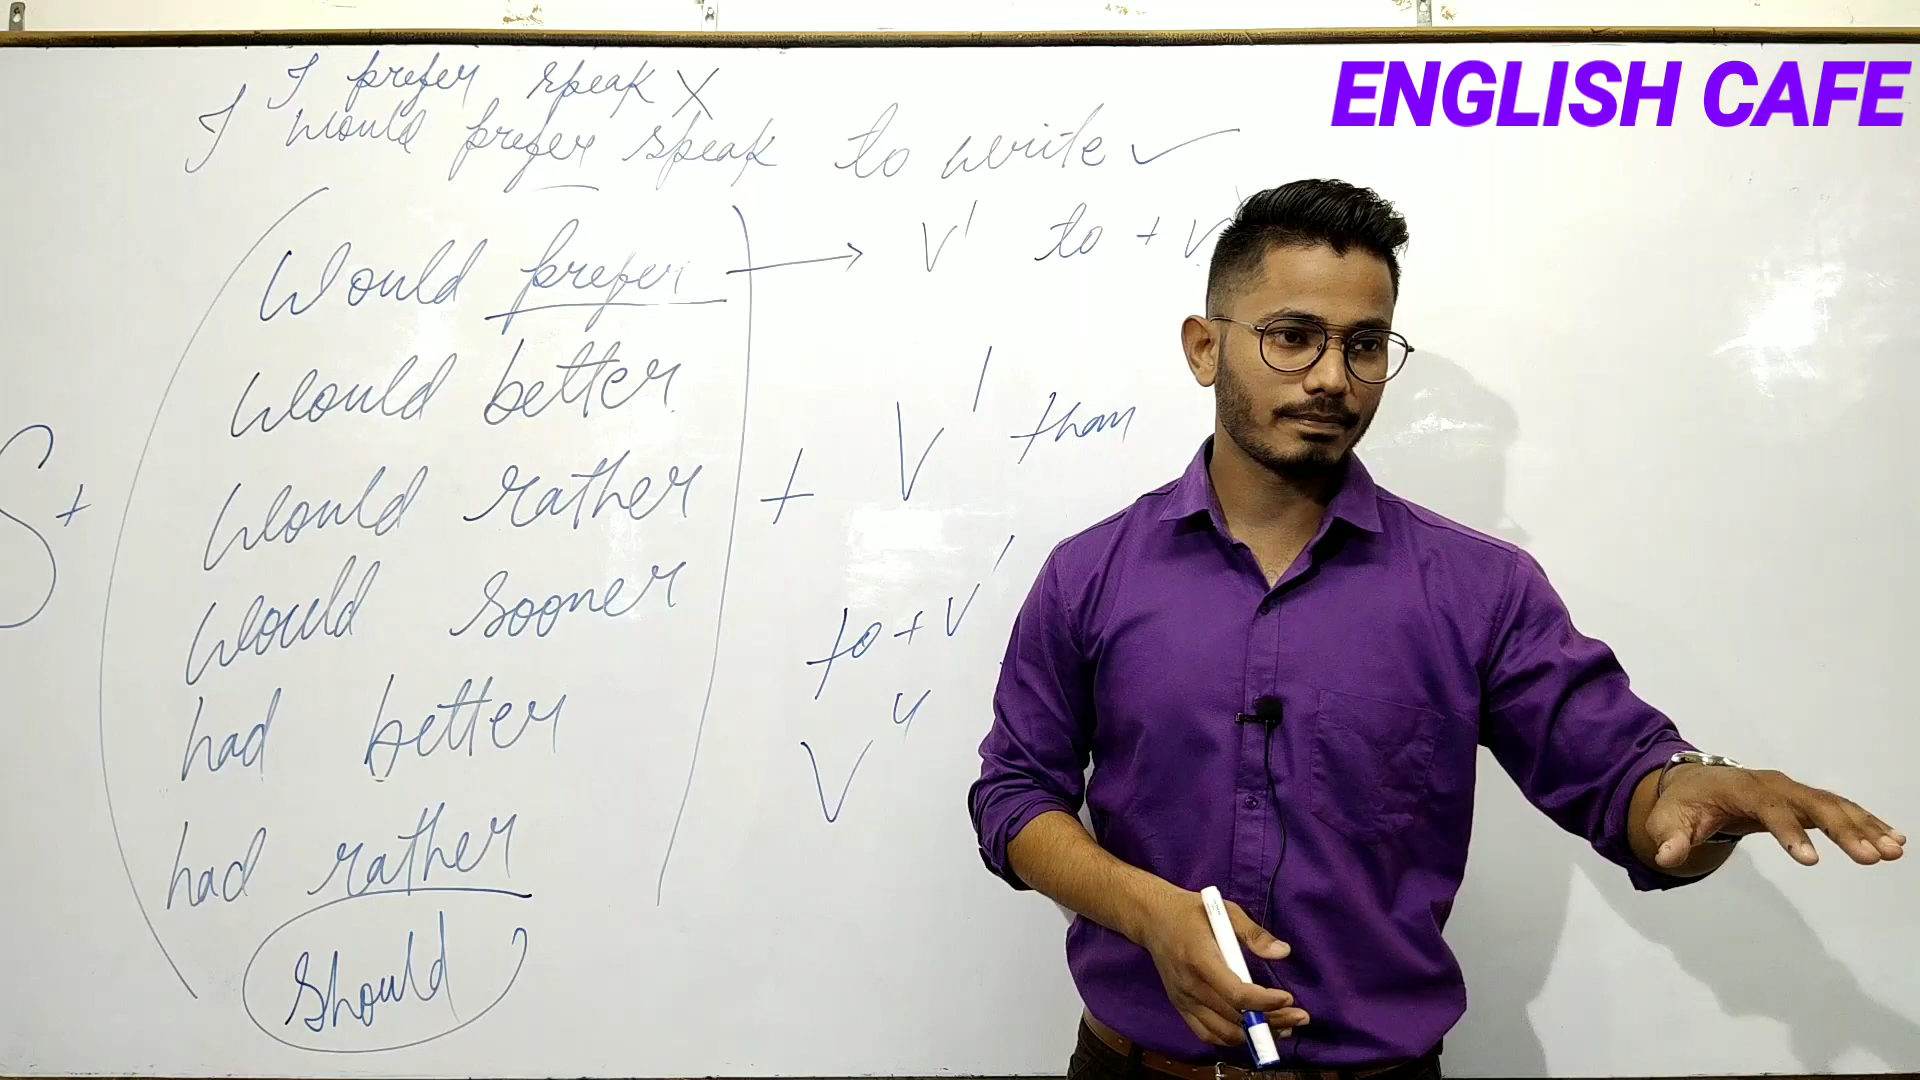 I prefer speak X
ENGLISH CAFE
I would prefer speak to write ✓
Would prefer → V1 to + V
Would better
V1 than
S + Would rather +
Would sooner
to + V1
had better
V4
had rather
Should